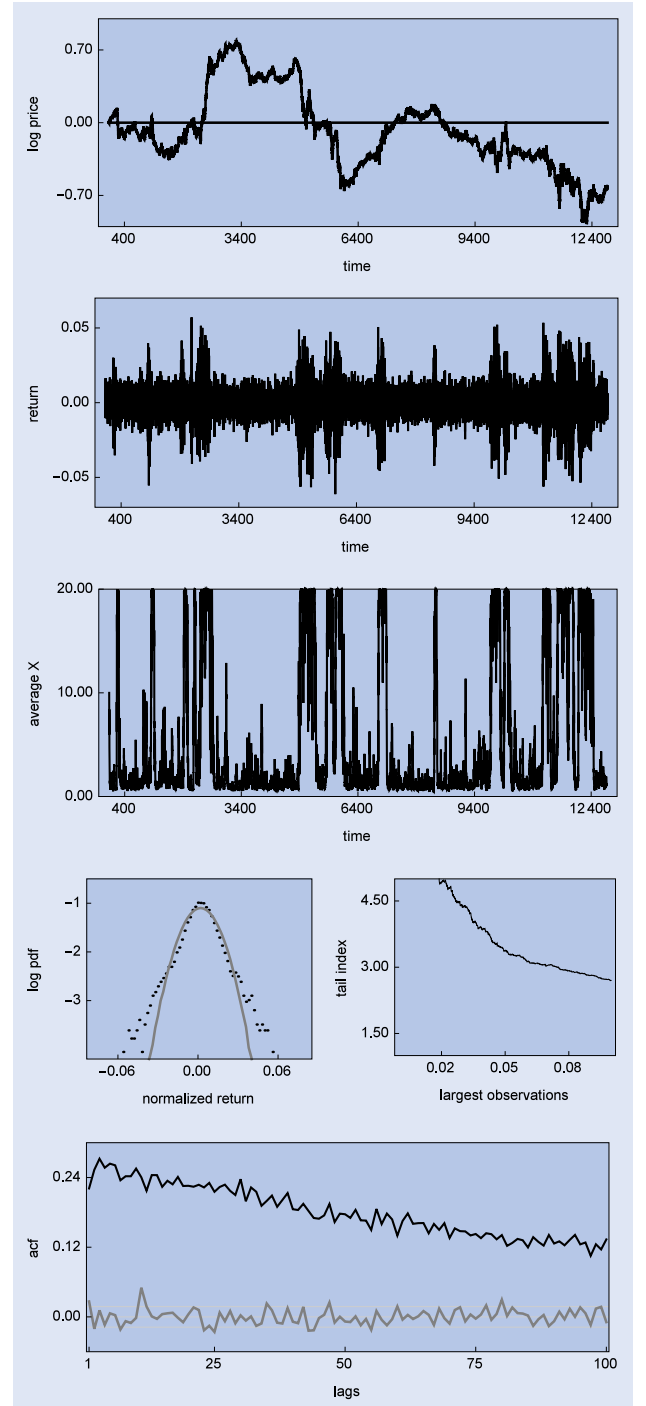 0.70
0.00
−0.70
log price
400 3400 6400 9400 12400
time
0.05
0.00
−0.05
return
400 3400 6400 9400 12400
time
20.00
10.00
0.00
average X
400 3400 6400 9400 12400
time
−1
−2
−3
log pdf
−0.06 0.00 0.06
normalized return
4.50
3.00
1.50
tail index
0.02 0.05 0.08
largest observations
0.24
0.12
0.00
acf
1 25 50 75 100
lags